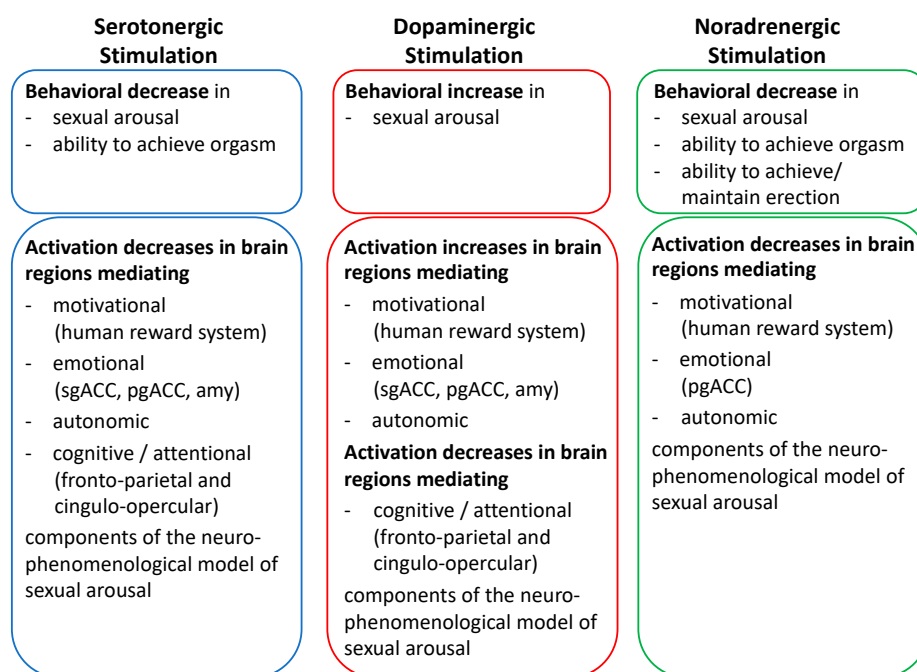 Serotonergic
Stimulation
Behavioral decrease in
- sexual arousal
- ability to achieve orgasm
Activation decreases in brain
regions mediating
- motivational
(human reward system)
- emotional
(sgACC, pgACC, amy)
- autonomic
- cognitive / attentional
(fronto-parietal and
cingulo-opercular)
components of the neuro-
phenomenological model of
sexual arousal
Dopaminergic
Stimulation
Behavioral increase in
- sexual arousal
Activation increases in brain
regions mediating
- motivational
(human reward system)
- emotional
(sgACC, pgACC, amy)
- autonomic
Activation decreases in brain
regions mediating
- cognitive / attentional
(fronto-parietal and
cingulo-opercular)
components of the neuro-
phenomenological model of
sexual arousal
Noradrenergic
Stimulation
Behavioral decrease in
- sexual arousal
- ability to achieve orgasm
- ability to achieve/
maintain erection
Activation decreases in brain
regions mediating
- motivational
(human reward system)
- emotional
(pgACC)
- autonomic
components of the neuro-
phenomenological model of
sexual arousal